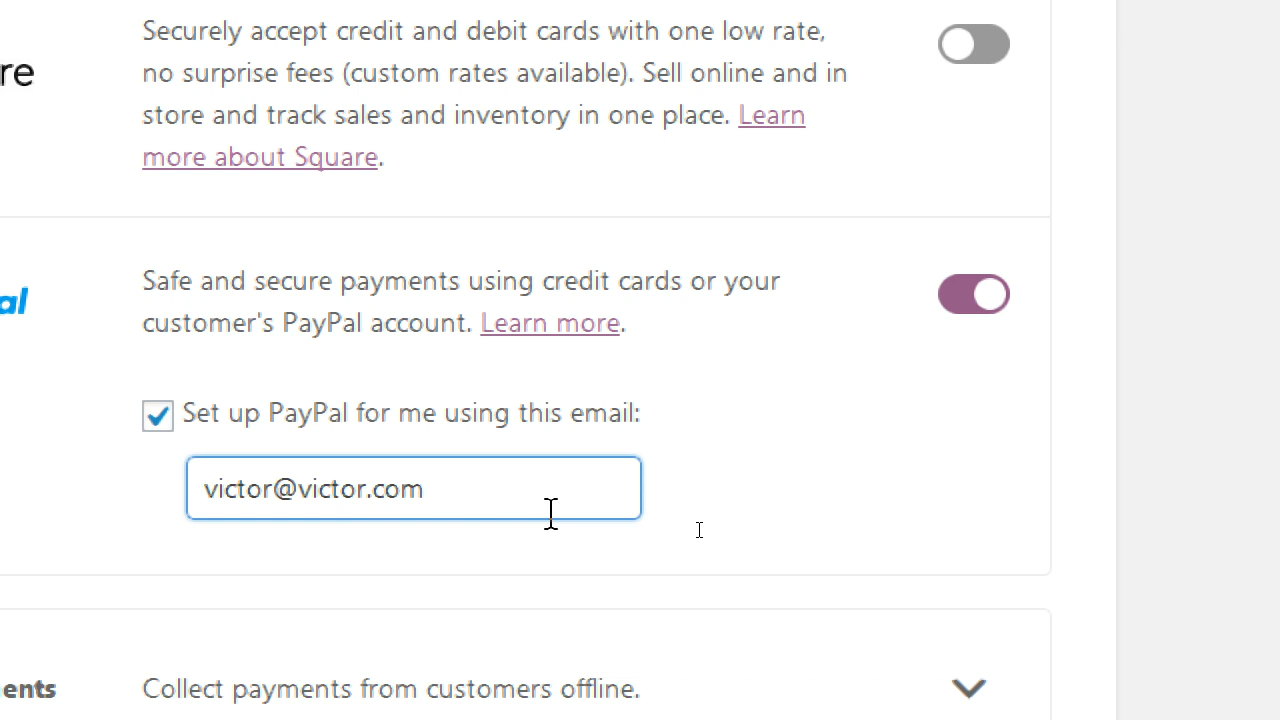 Securely accept credit and debit cards with one low rate,
re
no surprise fees (custom rates available). Sell online and in
store and track sales and inventory in one place. Learn
more about Square.
Safe and secure payments using credit cards or your
al
customer's PayPal account. Learn more.
Set up PayPal for me using this email:
victor@victor.com
ents
Collect payments from customers offline.